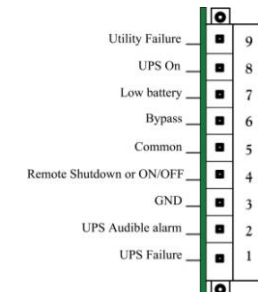 Utility Failure 9
UPS On 8
Low battery 7
Bypass 6
Common 5
Remote Shutdown or ON/OFF 4
GND 3
UPS Audible alarm 2
UPS Failure 1